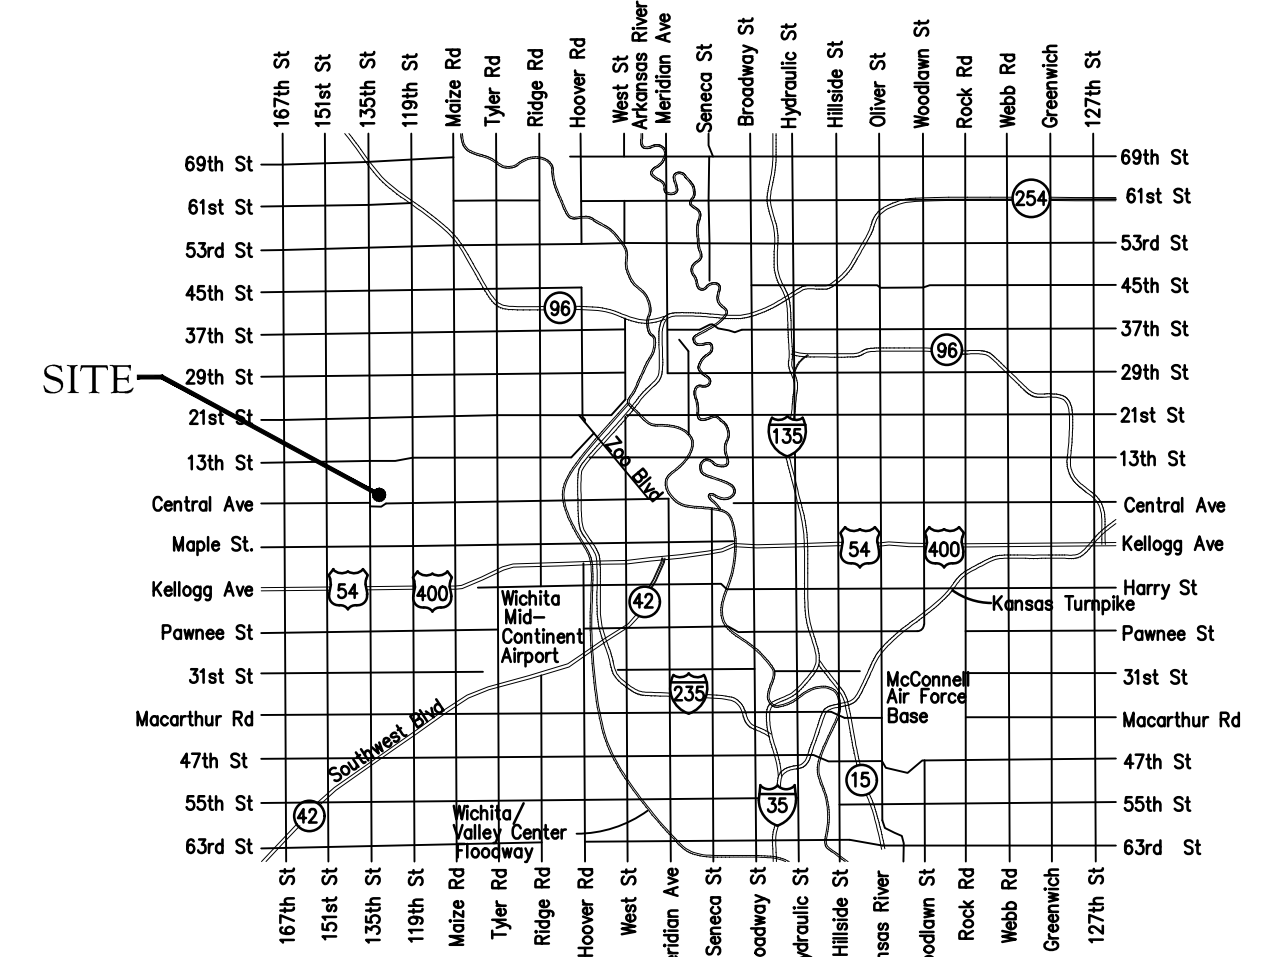 167th St
151st St
135th St
119th St
Maize Rd
Tyler Rd
Ridge Rd
Hoover Rd
West St
Arkansas River
Meridian Ave
Seneca St
Broadway St
Hydraulic St
Hillside St
Oliver St
Woodlawn St
Rock Rd
Webb Rd
Greenwich
127th St
69th St
69th St
61st St
254
61st St
53rd St
53rd St
45th St
96
45th St
37th St
37th St
96
SITE
29th St
29th St
21st St
21st St
135
13th St
Zoo Blvd
13th St
Central Ave
Central Ave
Maple St.
54
400
Kellogg Ave
Kellogg Ave
54
400
Wichita
Mid-
Continent
Airport
42
Harry St
Kansas Turnpike
Pawnee St
Pawnee St
31st St
235
McConnell
Air Force
Base
31st St
Macarthur Rd
Southwest Blvd
Macarthur Rd
47th St
15
47th St
55th St
42
Wichita/
Valley Center
Floodway
35
55th St
63rd St
63rd St
167th St
151st St
135th St
119th St
Maize Rd
Tyler Rd
Ridge Rd
Hoover Rd
West St
eridian Ave
Seneca St
oadway St
ydraulic St
Hillside St
nsas River
oodlawn St
Rock Rd
Webb Rd
Greenwich
127th St